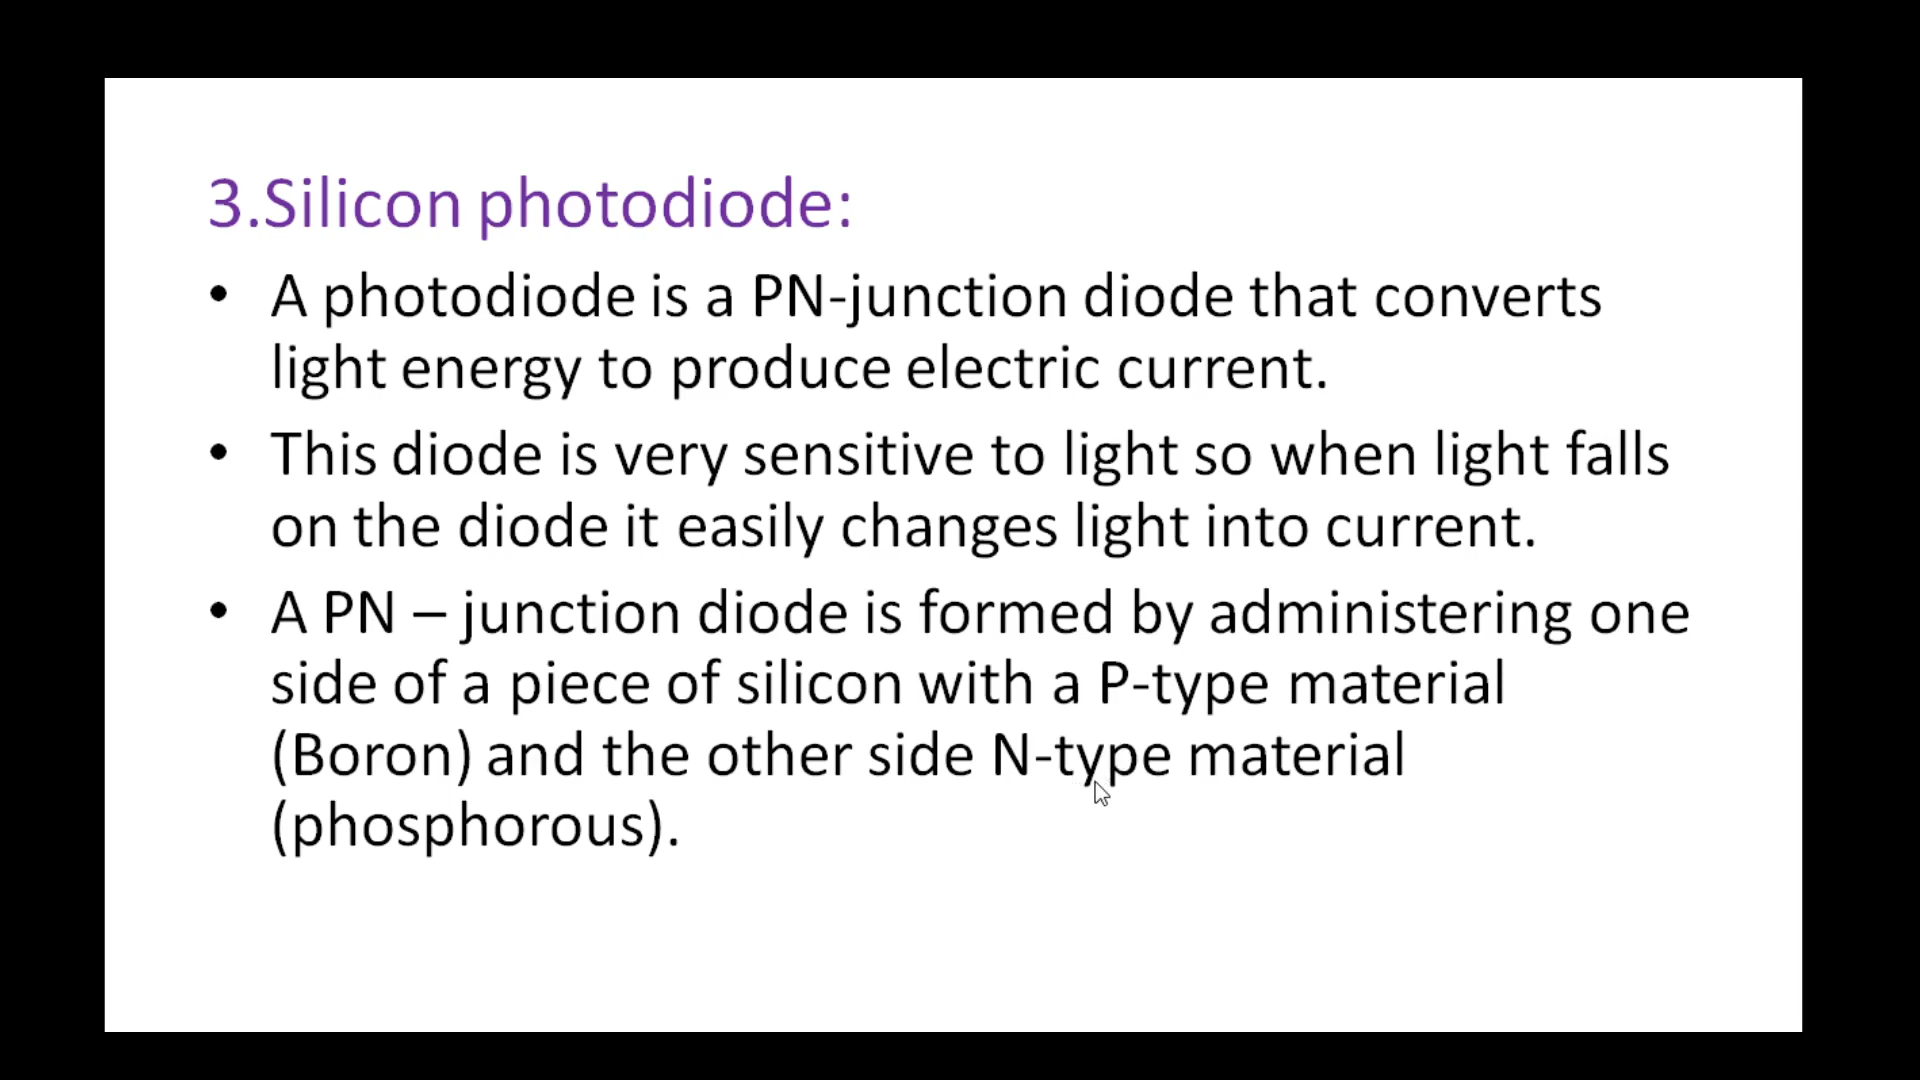 3.Silicon photodiode:
• A photodiode is a PN-junction diode that converts
light energy to produce electric current.
• This diode is very sensitive to light so when light falls
on the diode it easily changes light into current.
• A PN – junction diode is formed by administering one
side of a piece of silicon with a P-type material
(Boron) and the other side N-type material
(phosphorous).